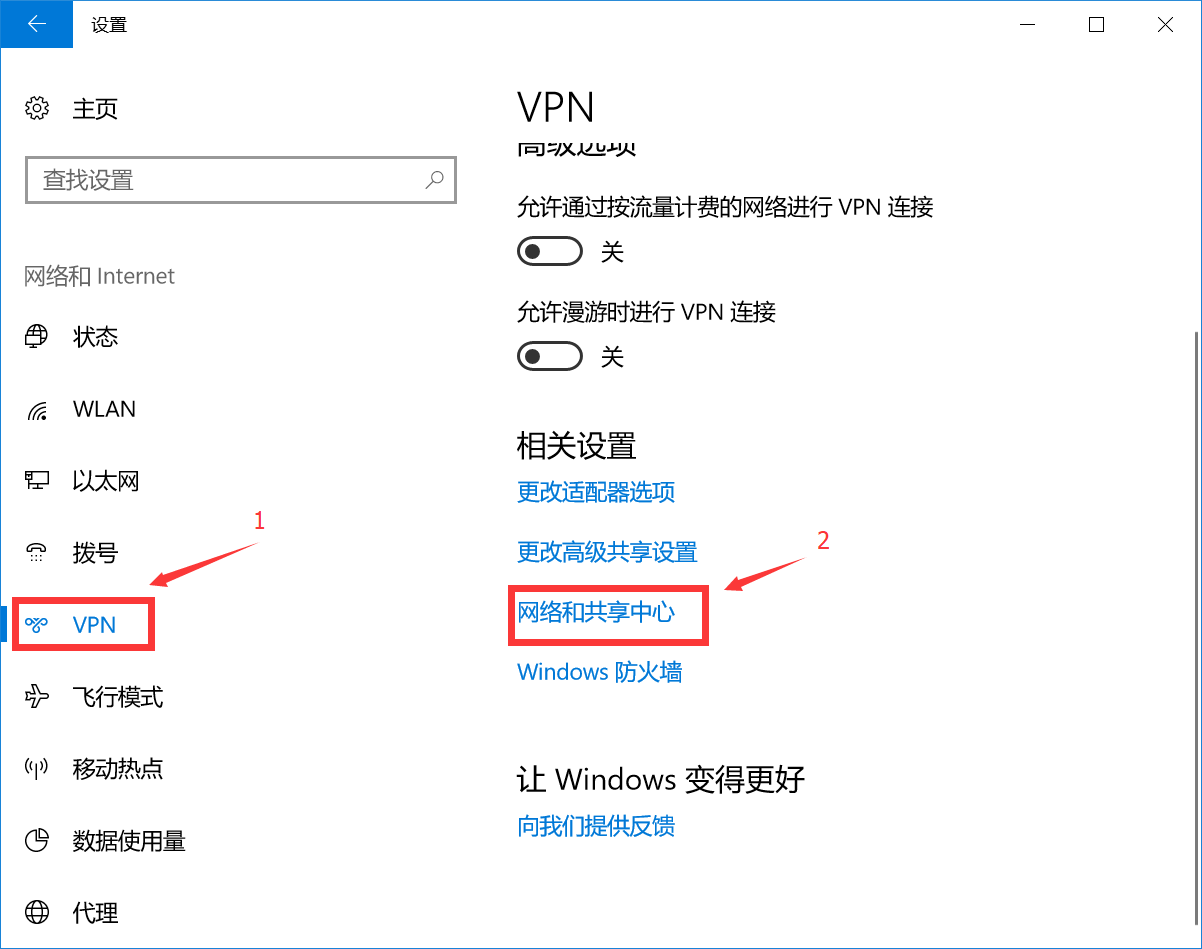 设置
主页
查找设置
网络和 Internet
状态
WLAN
以太网
拨号
1
VPN
飞行模式
移动热点
数据使用量
代理
VPN
高级选项
允许通过按流量计费的网络进行 VPN 连接
关
允许漫游时进行 VPN 连接
关
相关设置
更改适配器选项
更改高级共享设置
2
网络和共享中心
Windows 防火墙
让 Windows 变得更好
向我们提供反馈